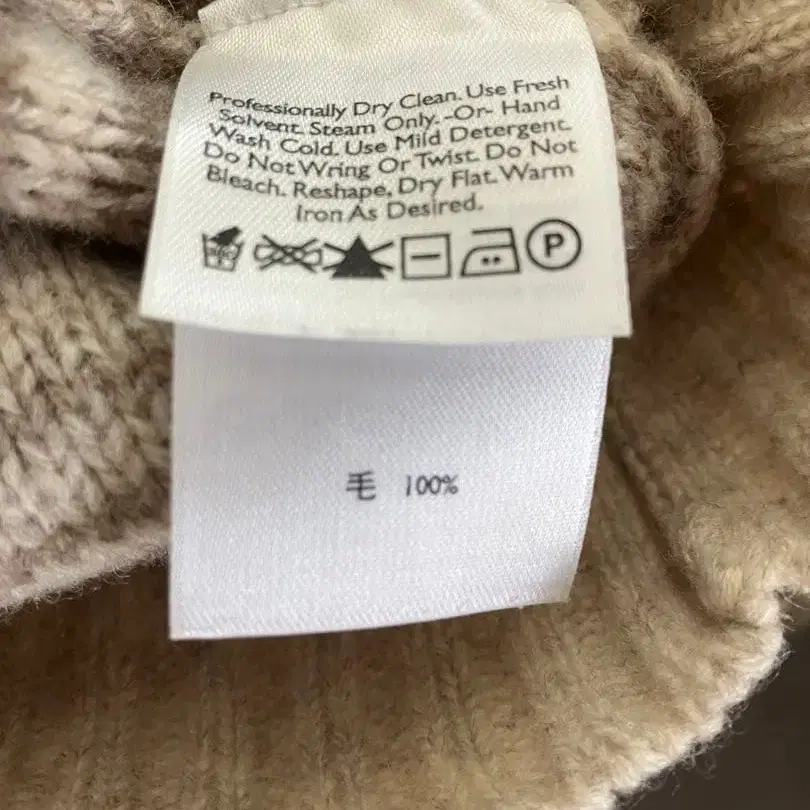 Professionally Dry Clean. Use Fresh
Solvent. Steam Only. -Or- Hand
Wash Cold. Use Mild Detergent.
Do Not Wring Or Twist. Do Not
Bleach. Reshape, Dry Flat. Warm
Iron As Desired.
P
毛 100%